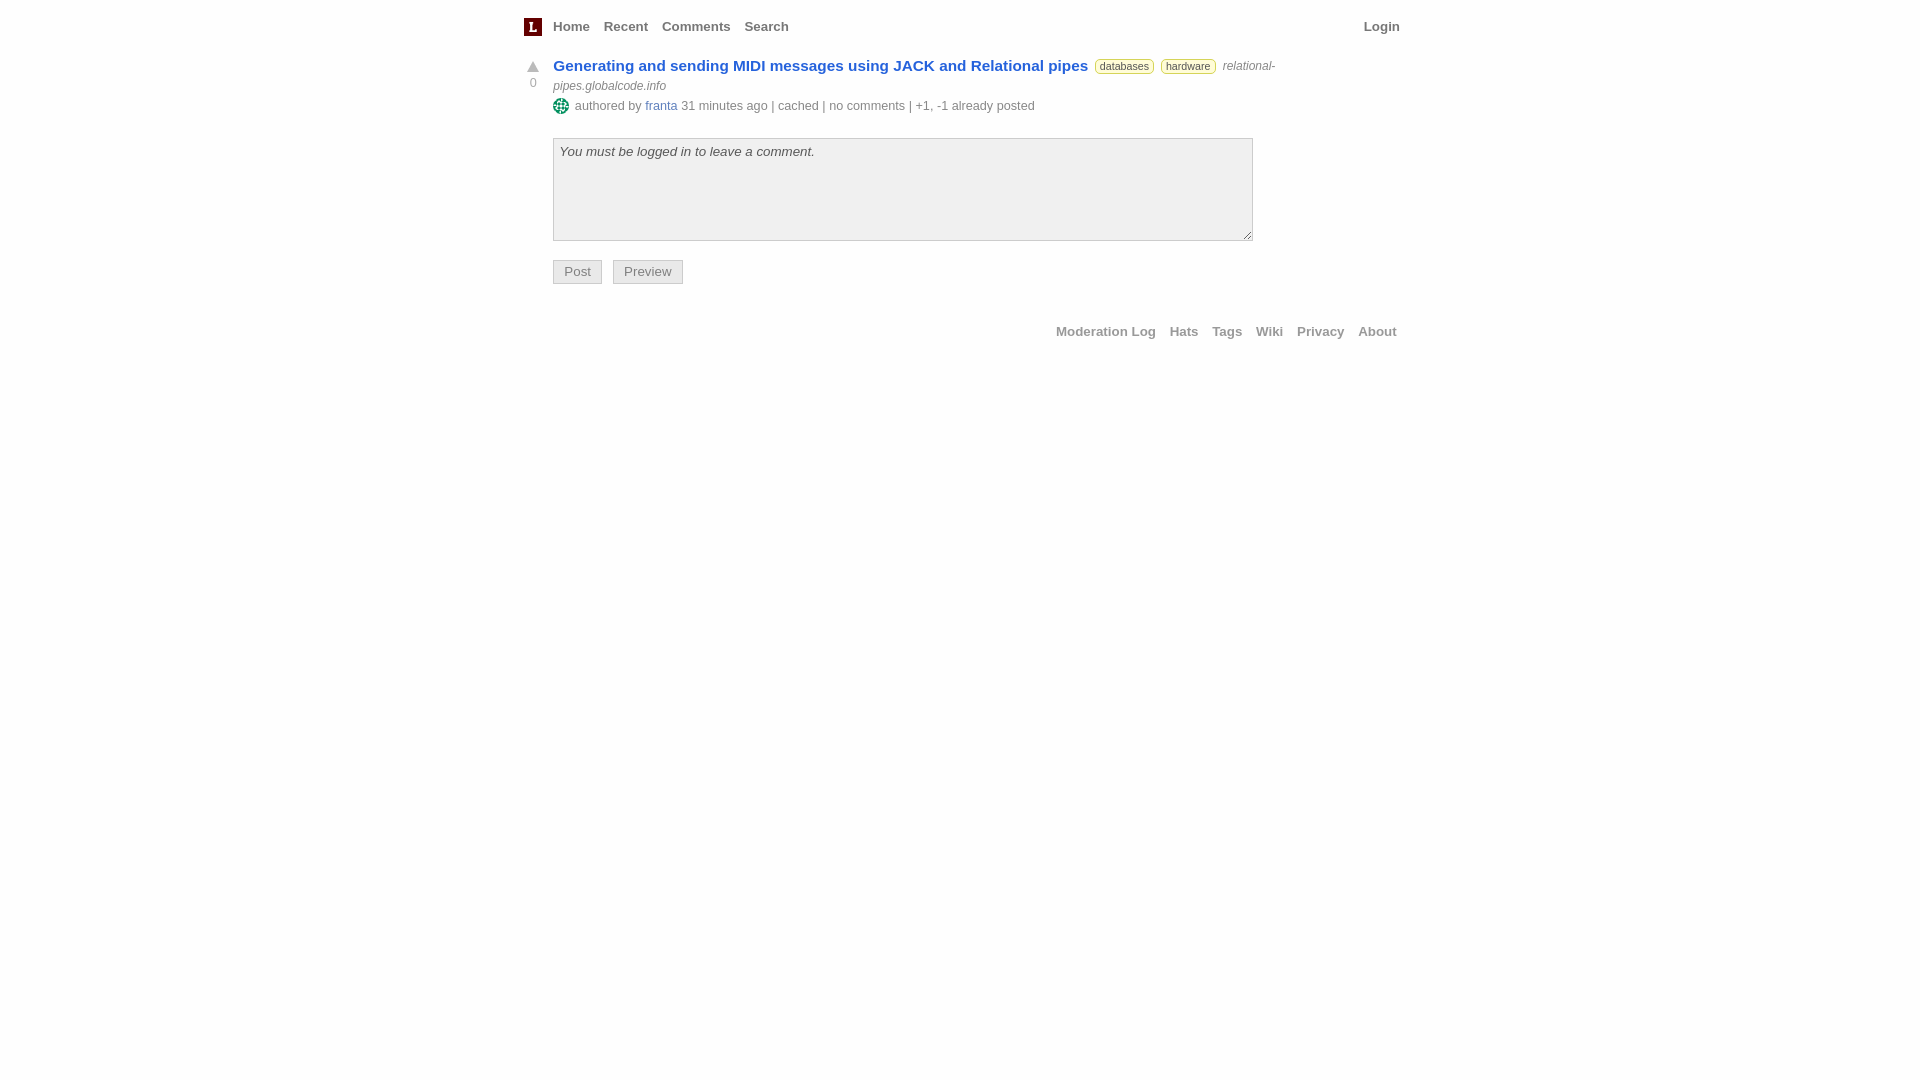 L Home Recent Comments Search Login
Generating and sending MIDI messages using JACK and Relational pipes databases hardware relational-
pipes.globalcode.info
0
authored by franta 31 minutes ago | cached | no comments | +1, -1 already posted
You must be logged in to leave a comment.
Post Preview
Moderation Log Hats Tags Wiki Privacy About